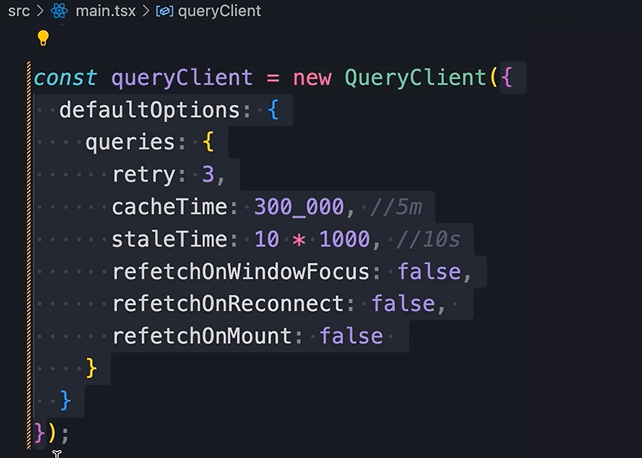 src > main.tsx > queryClient
const queryClient = new QueryClient({
  defaultOptions: {
    queries: {
      retry: 3,
      cacheTime: 300_000, //5m
      staleTime: 10 * 1000, //10s
      refetchOnWindowFocus: false,
      refetchOnReconnect: false,
      refetchOnMount: false
    }
  }
});